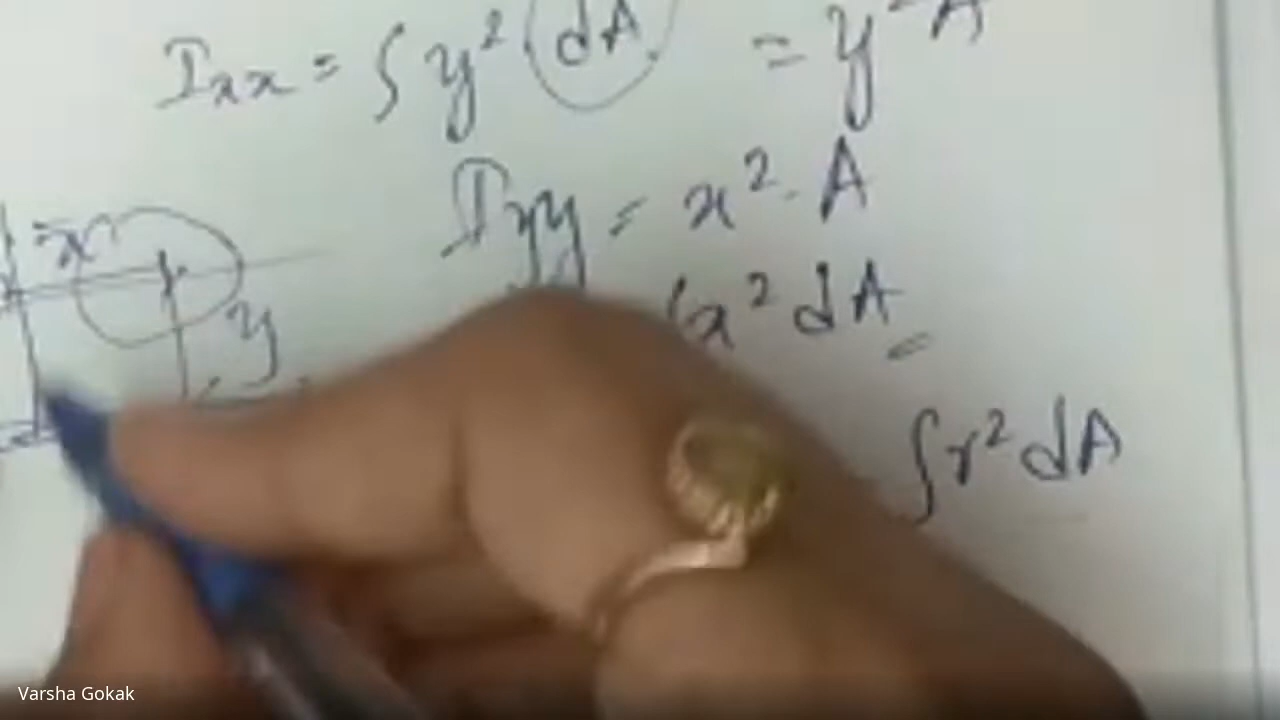 Ixx = ∫ y² dA = y² A
Iyy = x² · A
∫x² dA =
x
y
∫r² dA
Varsha Gokak